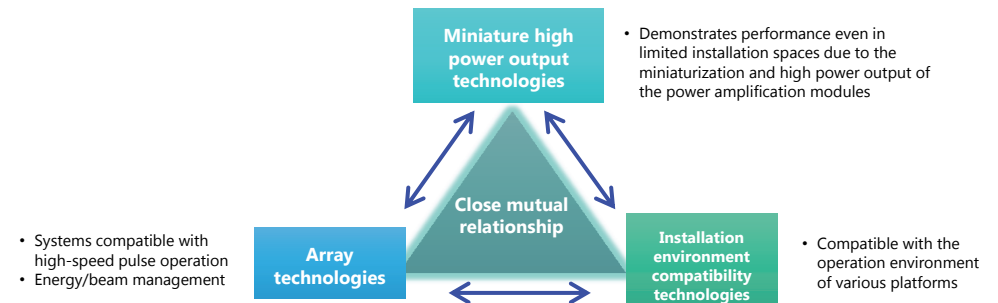 Miniature high
power output
technologies
• Demonstrates performance even in
limited installation spaces due to the
miniaturization and high power output of
the power amplification modules
Close mutual
relationship
• Systems compatible with
high-speed pulse operation
• Energy/beam management
Array
technologies
Installation
environment
compatibility
technologies
• Compatible with the
operation environment
of various platforms